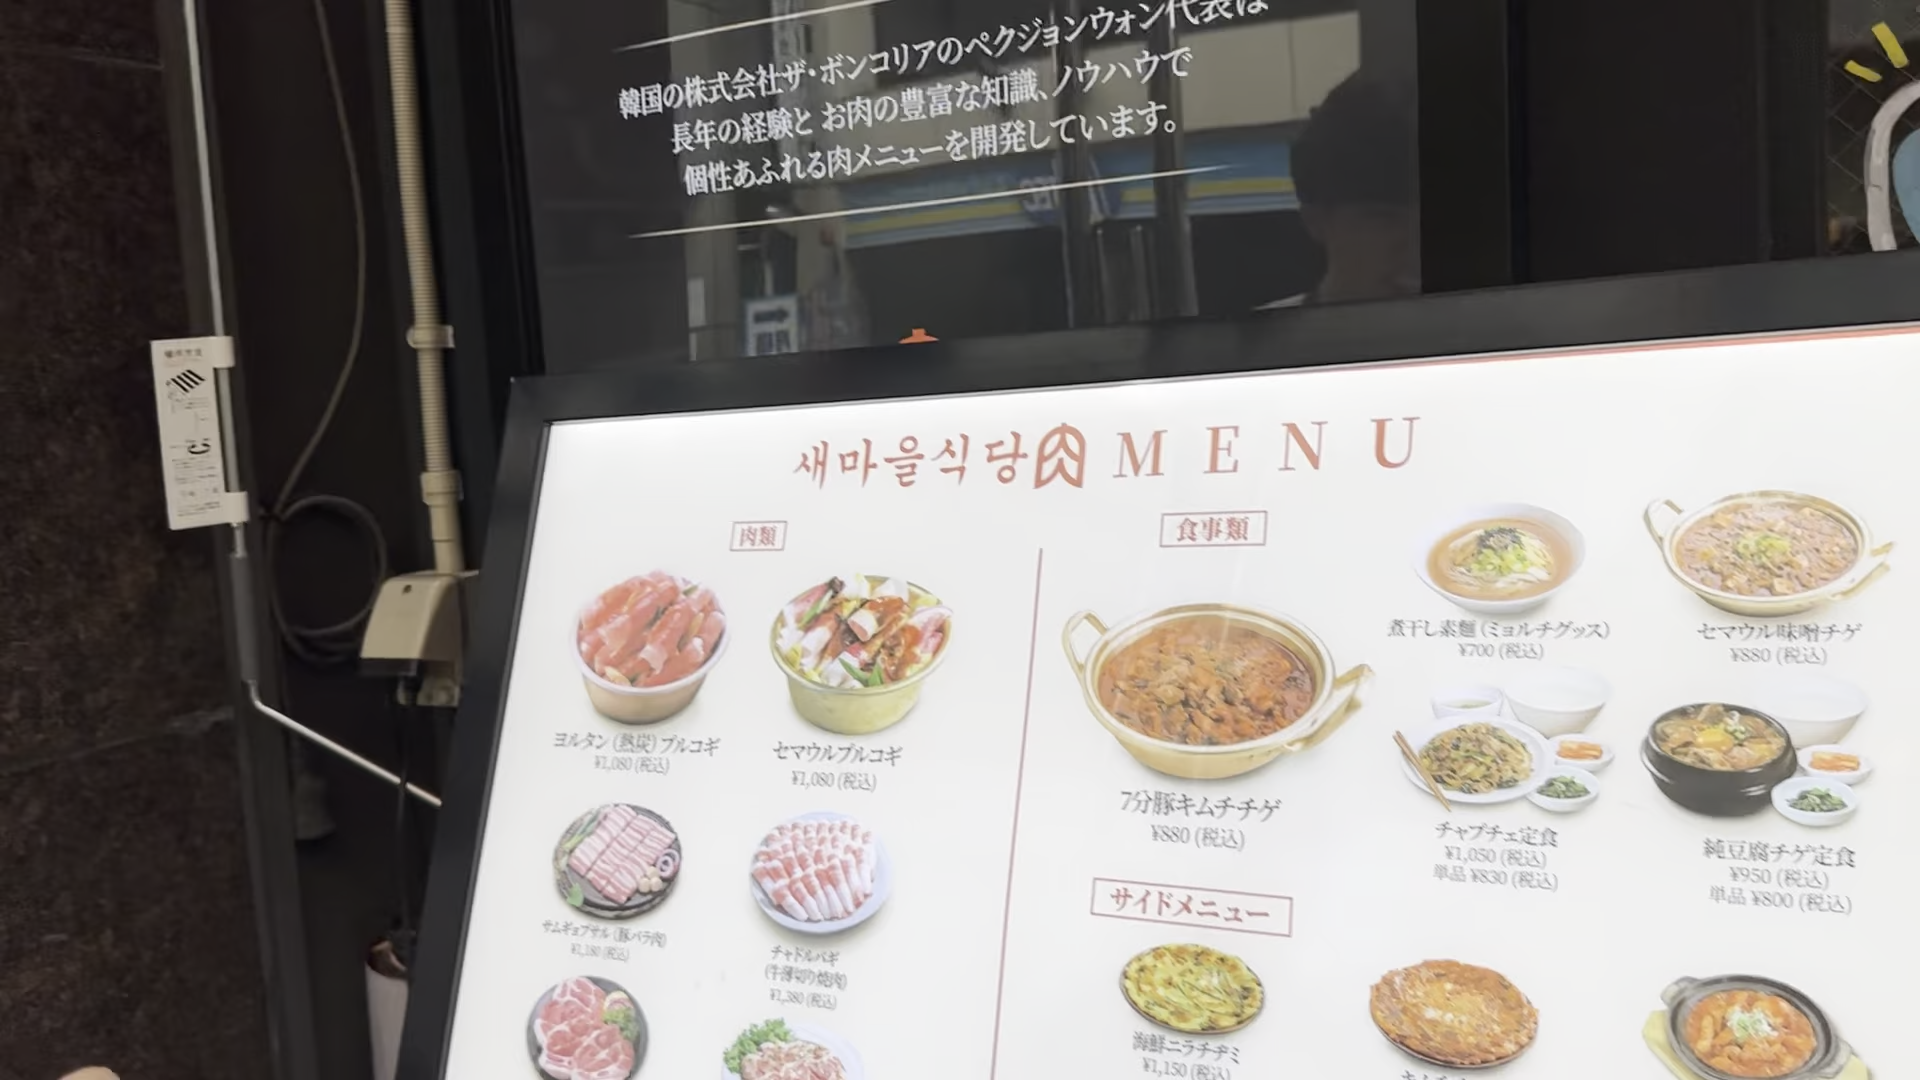 韓国の株式会社ザ・ボンコリアのペクジョンウォン代表は
長年の経験と お肉の豊富な知識、ノウハウで
個性あふれる肉メニューを開発しています。
새마을식당 肉 MENU
肉類
ヨルタン（熱炭）プルコギ
¥1,080 (税込)
セマウルプルコギ
¥1,080 (税込)
サムギョプサル（豚バラ肉）
¥1,180 (税込)
チャドルバギ
(牛薄切り焼肉)
¥1,380 (税込)
食事類
7分豚キムチチゲ
¥880 (税込)
煮干し素麺（ミョルチグッス）
¥700 (税込)
セマウル味噌チゲ
¥880 (税込)
チャプチェ定食
¥1,050 (税込)
単品 ¥830 (税込)
純豆腐チゲ定食
¥950 (税込)
単品 ¥800 (税込)
サイドメニュー
海鮮ニラチヂミ
¥1,150 (税込)